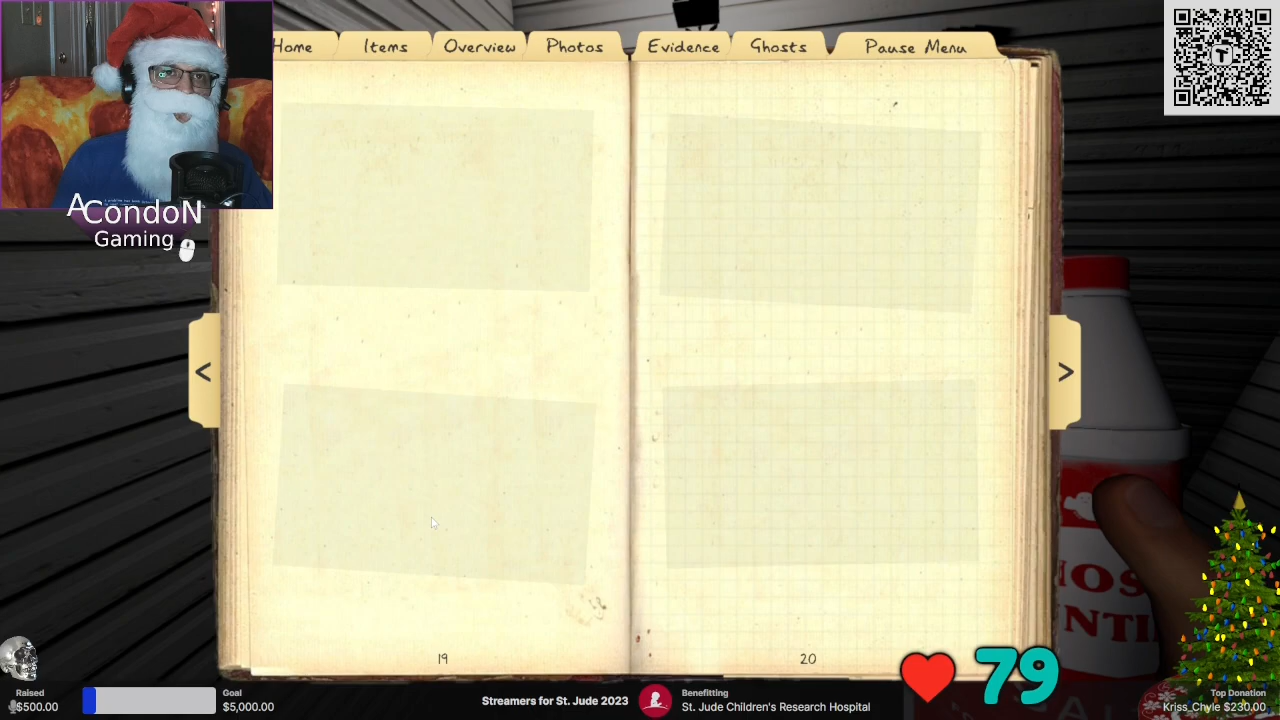 Home
Items
Overview
Photos
Evidence
Ghosts
Pause Menu
ACondoN
Gaming
<
>
19
20
79
Raised
$500.00
Goal
$5,000.00
Streamers for St. Jude 2023
Benefitting
St. Jude Children's Research Hospital
Top Donation
Kriss_Chyle $230.00